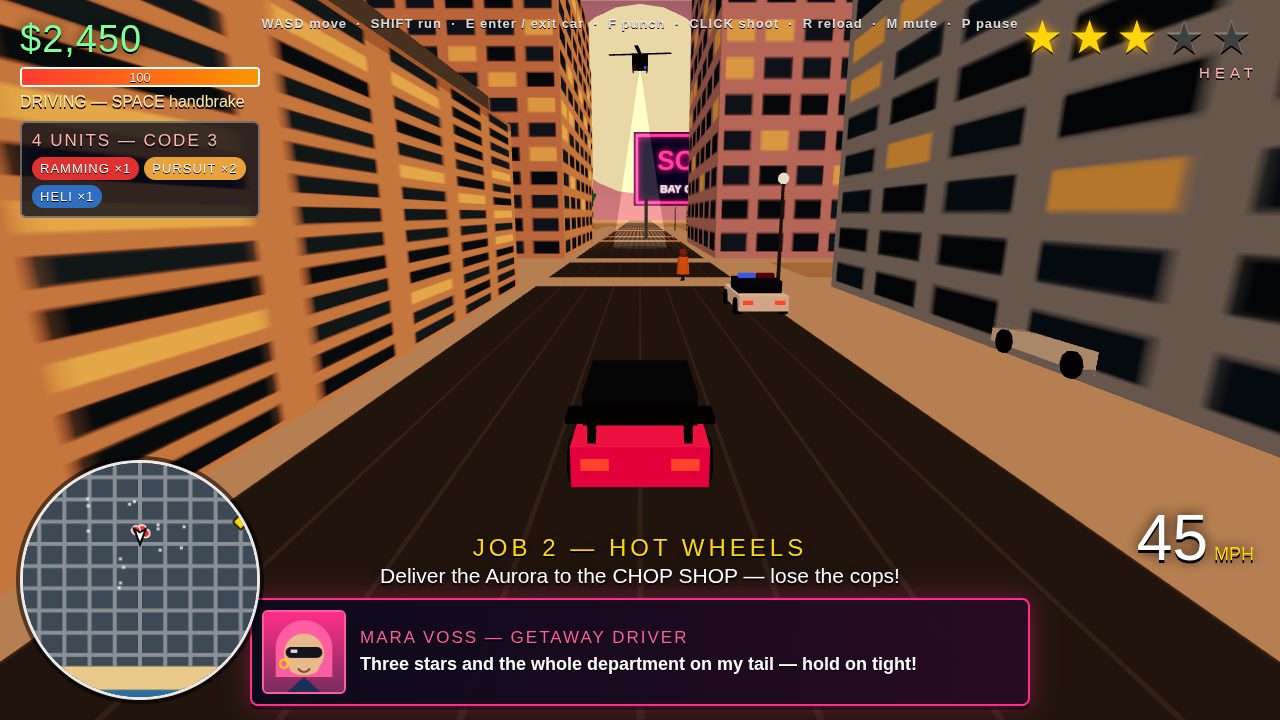 WASD move · SHIFT run · E enter / exit car · F punch · CLICK shoot · R reload · M mute · P pause
$2,450
100
DRIVING — SPACE handbrake
HEAT
4 UNITS — CODE 3
RAMMING ×1 PURSUIT ×2
HELI ×1
BAY
45 MPH
JOB 2 — HOT WHEELS
Deliver the Aurora to the CHOP SHOP — lose the cops!
MARA VOSS — GETAWAY DRIVER
Three stars and the whole department on my tail — hold on tight!